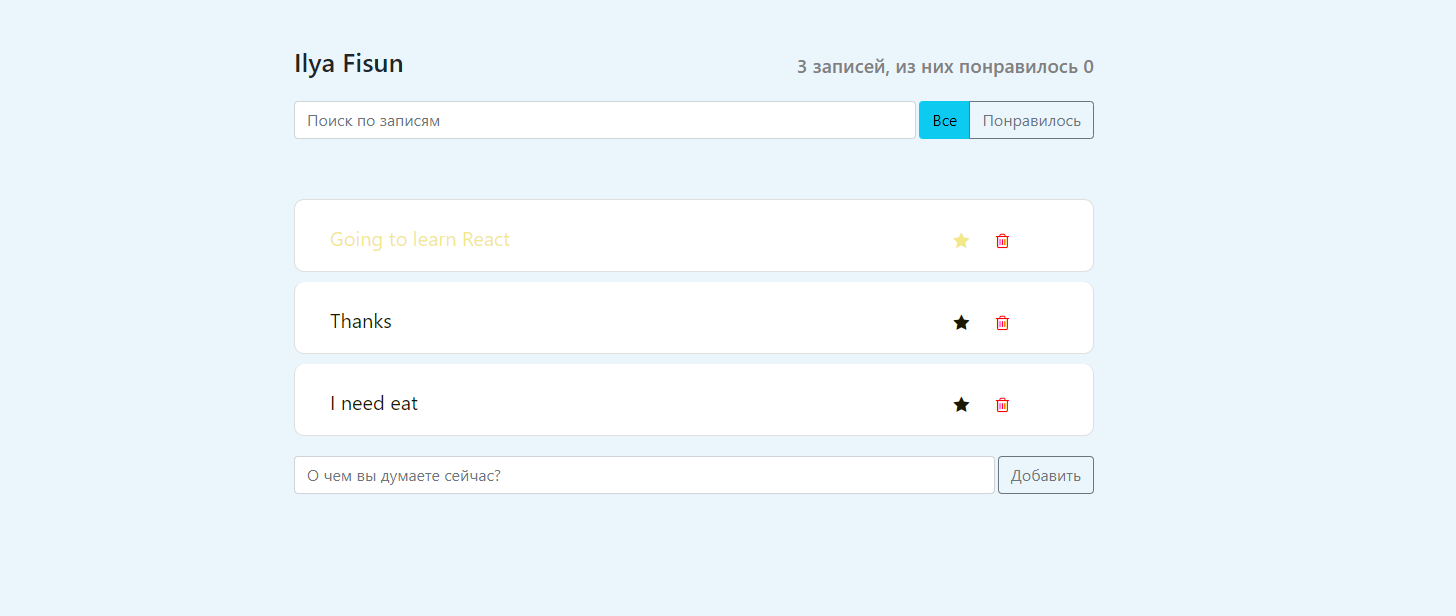 Ilya Fisun
3 записей, из них понравилось 0
Поиск по записям
Все
Понравилось
Going to learn React
Thanks
I need eat
О чем вы думаете сейчас?
Добавить